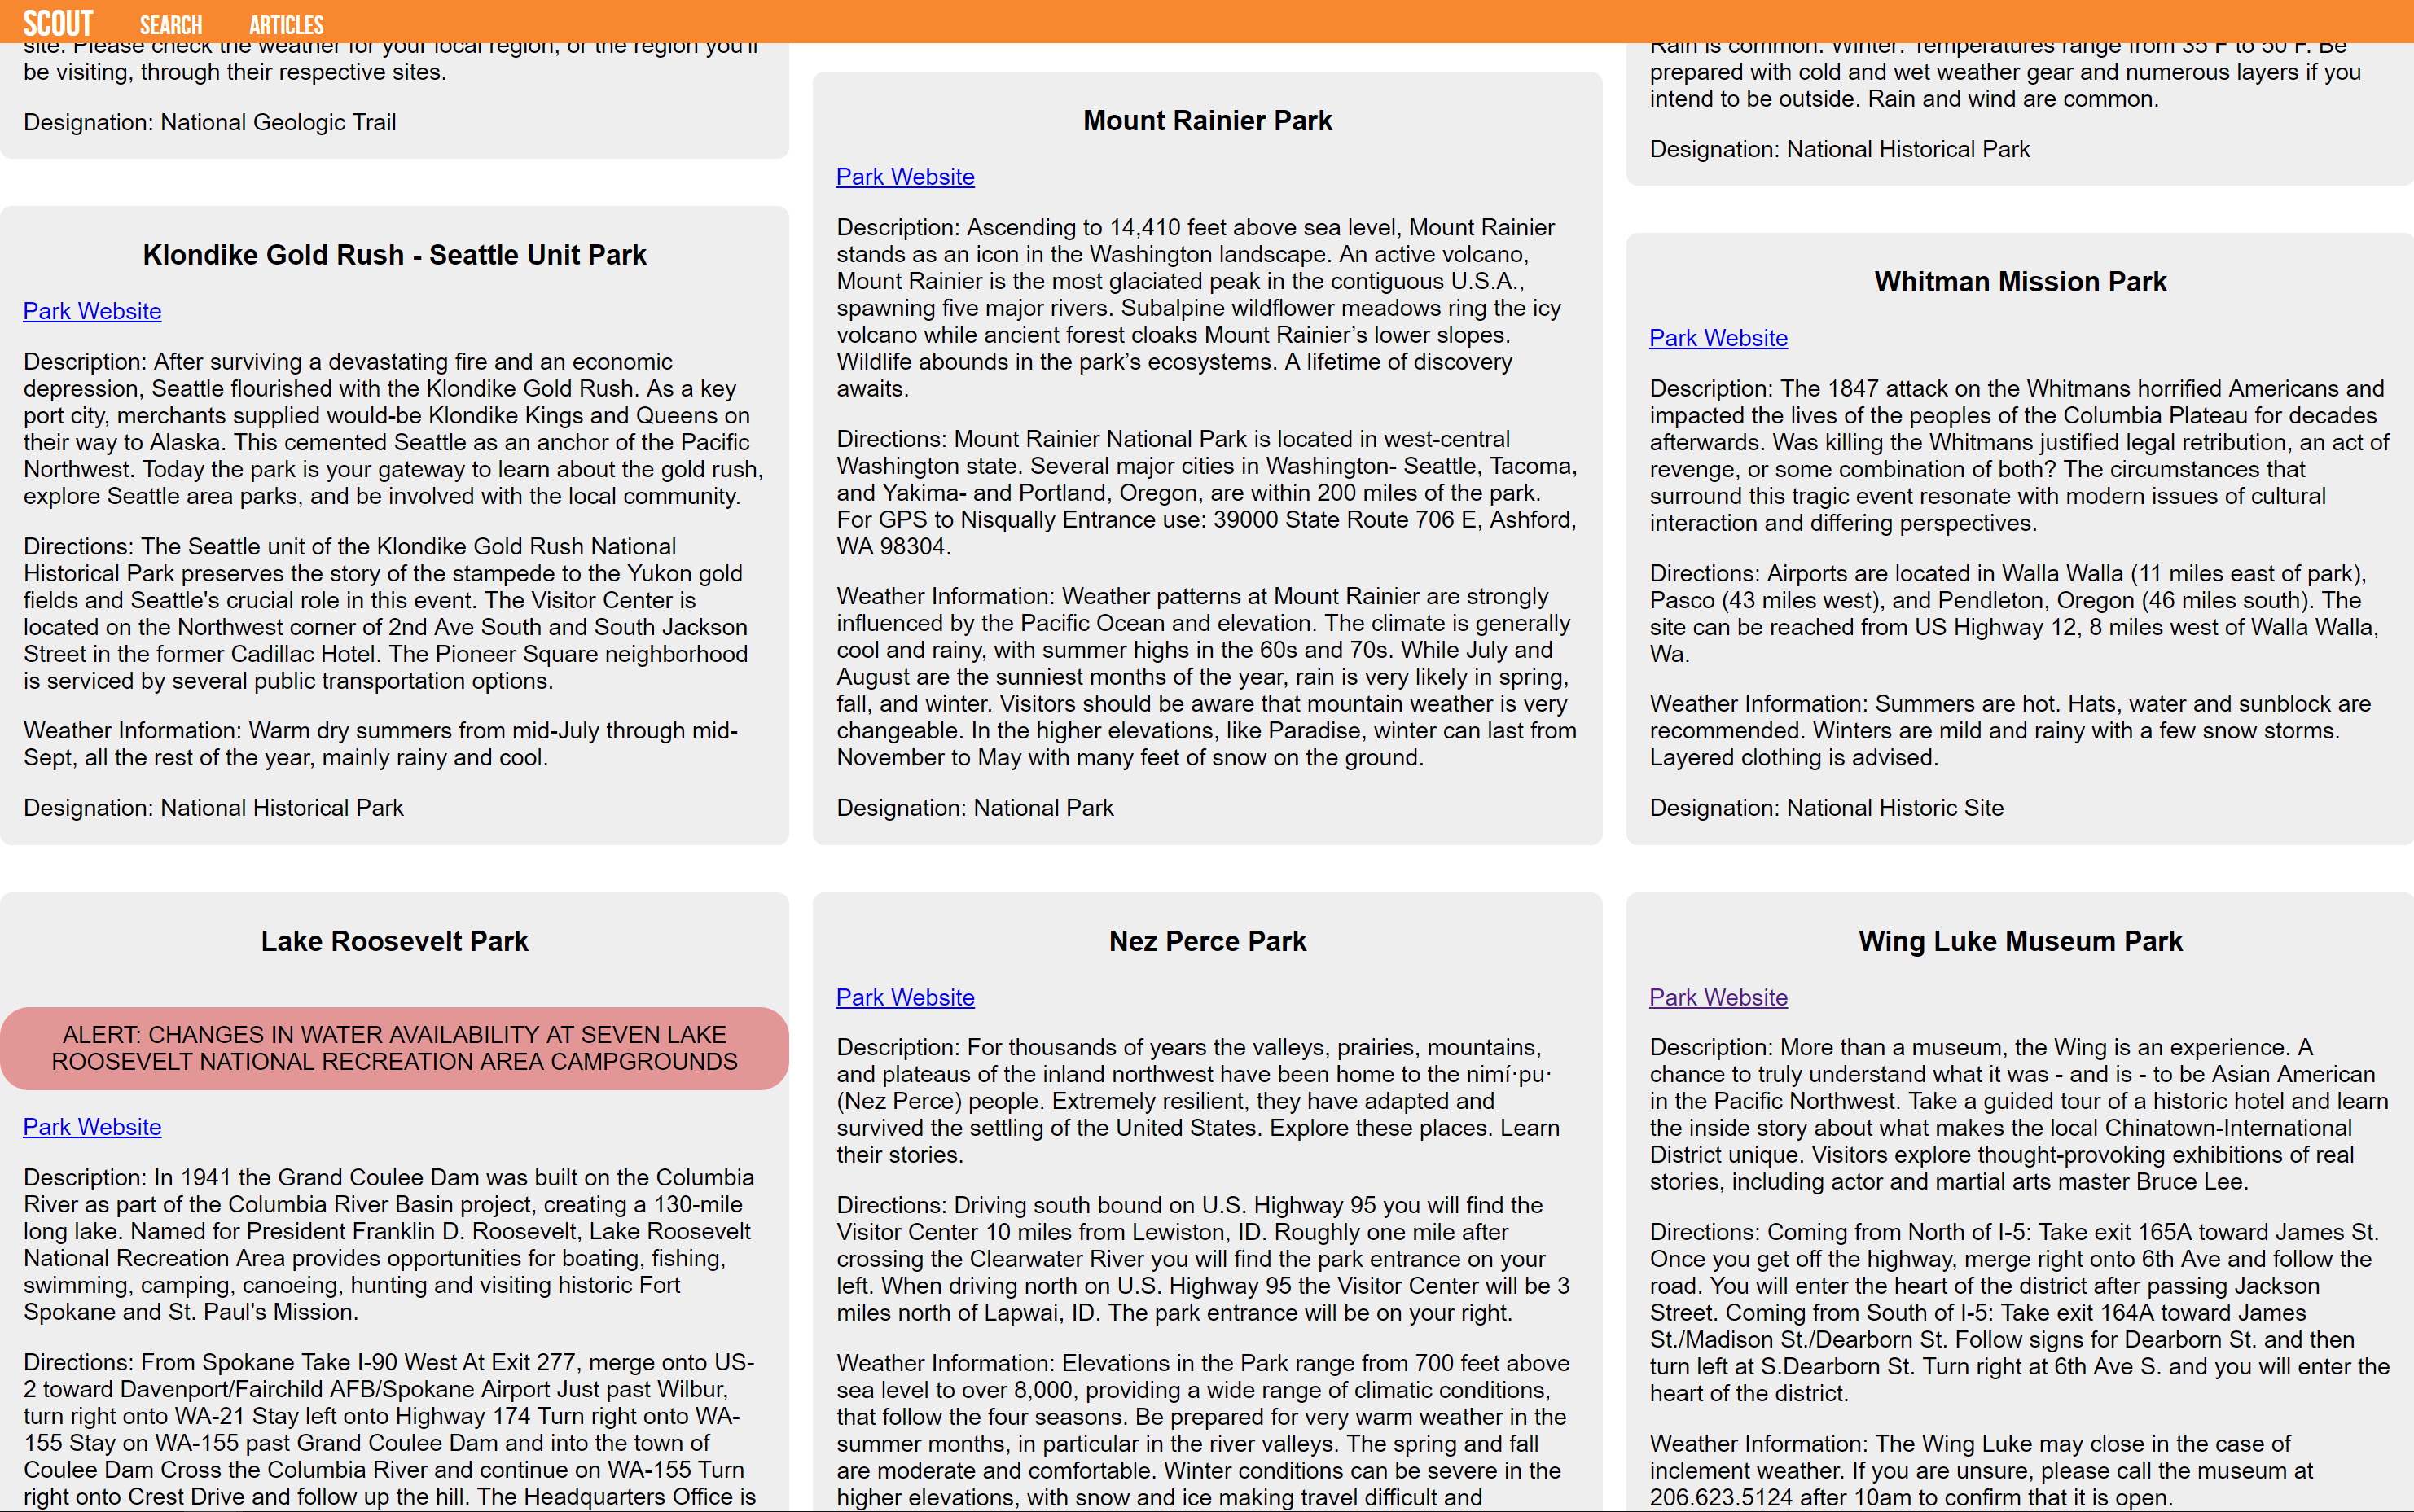 SCOUT SEARCH ARTICLES
site. Please check the weather for your local region, or the region you'll
be visiting, through their respective sites.
Designation: National Geologic Trail
Klondike Gold Rush - Seattle Unit Park
Park Website
Description: After surviving a devastating fire and an economic
depression, Seattle flourished with the Klondike Gold Rush. As a key
port city, merchants supplied would-be Klondike Kings and Queens on
their way to Alaska. This cemented Seattle as an anchor of the Pacific
Northwest. Today the park is your gateway to learn about the gold rush,
explore Seattle area parks, and be involved with the local community.
Directions: The Seattle unit of the Klondike Gold Rush National
Historical Park preserves the story of the stampede to the Yukon gold
fields and Seattle's crucial role in this event. The Visitor Center is
located on the Northwest corner of 2nd Ave South and South Jackson
Street in the former Cadillac Hotel. The Pioneer Square neighborhood
is serviced by several public transportation options.
Weather Information: Warm dry summers from mid-July through mid-
Sept, all the rest of the year, mainly rainy and cool.
Designation: National Historical Park
Lake Roosevelt Park
ALERT: CHANGES IN WATER AVAILABILITY AT SEVEN LAKE
ROOSEVELT NATIONAL RECREATION AREA CAMPGROUNDS
Park Website
Description: In 1941 the Grand Coulee Dam was built on the Columbia
River as part of the Columbia River Basin project, creating a 130-mile
long lake. Named for President Franklin D. Roosevelt, Lake Roosevelt
National Recreation Area provides opportunities for boating, fishing,
swimming, camping, canoeing, hunting and visiting historic Fort
Spokane and St. Paul's Mission.
Directions: From Spokane Take I-90 West At Exit 277, merge onto US-
2 toward Davenport/Fairchild AFB/Spokane Airport Just past Wilbur,
turn right onto WA-21 Stay left onto Highway 174 Turn right onto WA-
155 Stay on WA-155 past Grand Coulee Dam and into the town of
Coulee Dam Cross the Columbia River and continue on WA-155 Turn
right onto Crest Drive and follow up the hill. The Headquarters Office is
Mount Rainier Park
Park Website
Description: Ascending to 14,410 feet above sea level, Mount Rainier
stands as an icon in the Washington landscape. An active volcano,
Mount Rainier is the most glaciated peak in the contiguous U.S.A.,
spawning five major rivers. Subalpine wildflower meadows ring the icy
volcano while ancient forest cloaks Mount Rainier’s lower slopes.
Wildlife abounds in the park’s ecosystems. A lifetime of discovery
awaits.
Directions: Mount Rainier National Park is located in west-central
Washington state. Several major cities in Washington- Seattle, Tacoma,
and Yakima- and Portland, Oregon, are within 200 miles of the park.
For GPS to Nisqually Entrance use: 39000 State Route 706 E, Ashford,
WA 98304.
Weather Information: Weather patterns at Mount Rainier are strongly
influenced by the Pacific Ocean and elevation. The climate is generally
cool and rainy, with summer highs in the 60s and 70s. While July and
August are the sunniest months of the year, rain is very likely in spring,
fall, and winter. Visitors should be aware that mountain weather is very
changeable. In the higher elevations, like Paradise, winter can last from
November to May with many feet of snow on the ground.
Designation: National Park
Nez Perce Park
Park Website
Description: For thousands of years the valleys, prairies, mountains,
and plateaus of the inland northwest have been home to the nimí·pu·
(Nez Perce) people. Extremely resilient, they have adapted and
survived the settling of the United States. Explore these places. Learn
their stories.
Directions: Driving south bound on U.S. Highway 95 you will find the
Visitor Center 10 miles from Lewiston, ID. Roughly one mile after
crossing the Clearwater River you will find the park entrance on your
left. When driving north on U.S. Highway 95 the Visitor Center will be 3
miles north of Lapwai, ID. The park entrance will be on your right.
Weather Information: Elevations in the Park range from 700 feet above
sea level to over 8,000, providing a wide range of climatic conditions,
that follow the four seasons. Be prepared for very warm weather in the
summer months, in particular in the river valleys. The spring and fall
are moderate and comfortable. Winter conditions can be severe in the
higher elevations, with snow and ice making travel difficult and
Rain is common. Winter: Temperatures range from 35 F to 50 F. Be
prepared with cold and wet weather gear and numerous layers if you
intend to be outside. Rain and wind are common.
Designation: National Historical Park
Whitman Mission Park
Park Website
Description: The 1847 attack on the Whitmans horrified Americans and
impacted the lives of the peoples of the Columbia Plateau for decades
afterwards. Was killing the Whitmans justified legal retribution, an act of
revenge, or some combination of both? The circumstances that
surround this tragic event resonate with modern issues of cultural
interaction and differing perspectives.
Directions: Airports are located in Walla Walla (11 miles east of park),
Pasco (43 miles west), and Pendleton, Oregon (46 miles south). The
site can be reached from US Highway 12, 8 miles west of Walla Walla,
Wa.
Weather Information: Summers are hot. Hats, water and sunblock are
recommended. Winters are mild and rainy with a few snow storms.
Layered clothing is advised.
Designation: National Historic Site
Wing Luke Museum Park
Park Website
Description: More than a museum, the Wing is an experience. A
chance to truly understand what it was - and is - to be Asian American
in the Pacific Northwest. Take a guided tour of a historic hotel and learn
the inside story about what makes the local Chinatown-International
District unique. Visitors explore thought-provoking exhibitions of real
stories, including actor and martial arts master Bruce Lee.
Directions: Coming from North of I-5: Take exit 165A toward James St.
Once you get off the highway, merge right onto 6th Ave and follow the
road. You will enter the heart of the district after passing Jackson
Street. Coming from South of I-5: Take exit 164A toward James
St./Madison St./Dearborn St. Follow signs for Dearborn St. and then
turn left at S.Dearborn St. Turn right at 6th Ave S. and you will enter the
heart of the district.
Weather Information: The Wing Luke may close in the case of
inclement weather. If you are unsure, please call the museum at
206.623.5124 after 10am to confirm that it is open.